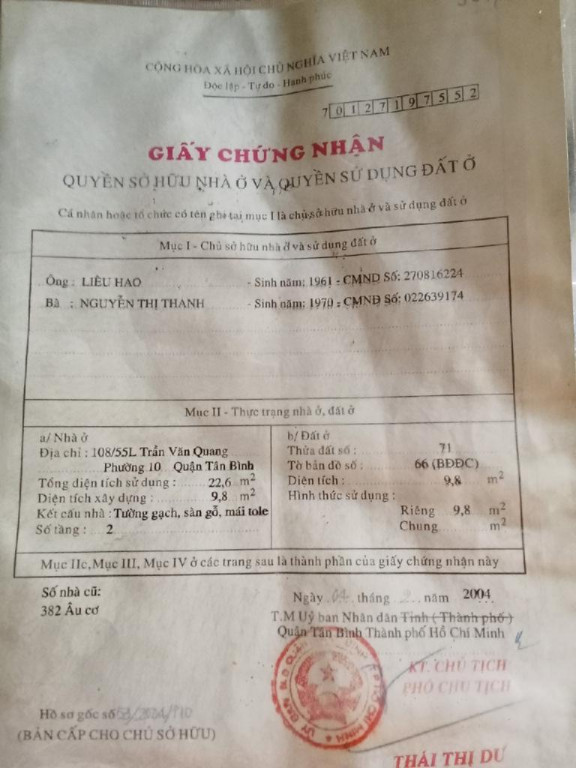 CỘNG HÒA XÃ HỘI CHỦ NGHĨA VIỆT NAM
Độc lập - Tự do - Hạnh phúc
7 0 1 2 7 1 9 7 5 5 2
GIẤY CHỨNG NHẬN
QUYỀN SỞ HỮU NHÀ Ở VÀ QUYỀN SỬ DỤNG ĐẤT Ở
Cá nhân hoặc tổ chức có tên ghi tại mục I là chủ sở hữu nhà ở và sử dụng đất ở
Mục I - Chủ sở hữu nhà ở và sử dụng đất ở
Ông : LIÊU HAO - Sinh năm: 1961 - CMND Số: 270816224
Bà : NGUYỄN THỊ THANH - Sinh năm: 1970 - CMND Số: 022639174
Mục II - Thực trạng nhà ở, đất ở
a/ Nhà ở
Địa chỉ : 108/55L Trần Văn Quang
Phường 10 Quận Tân Bình
Tổng diện tích sử dụng : 22,6 m2
Diện tích xây dựng : 9,8 m2
Kết cấu nhà : Tường gạch, sàn gỗ, mái tole
Số tầng : 2
b/ Đất ở
Thửa đất số : 71
Tờ bản đồ số : 66 (BĐĐC)
Diện tích : 9,8 m2
Hình thức sử dụng :
Riêng 9,8 m2
Chung m2
Mục IIc, Mục III, Mục IV ở các trang sau là thành phần của giấy chứng nhận này
Số nhà cũ:
382 Âu cơ
Ngày 04 tháng năm 2004
T.M Uỷ ban Nhân dân Tỉnh ( Thành phố )
Quận Tân Bình Thành phố Hồ Chí Minh
KT. CHỦ TỊCH
PHÓ CHỦ TỊCH
Hồ sơ gốc số
(BẢN CẤP CHO CHỦ SỞ HỮU)
THÁI THỊ DƯ